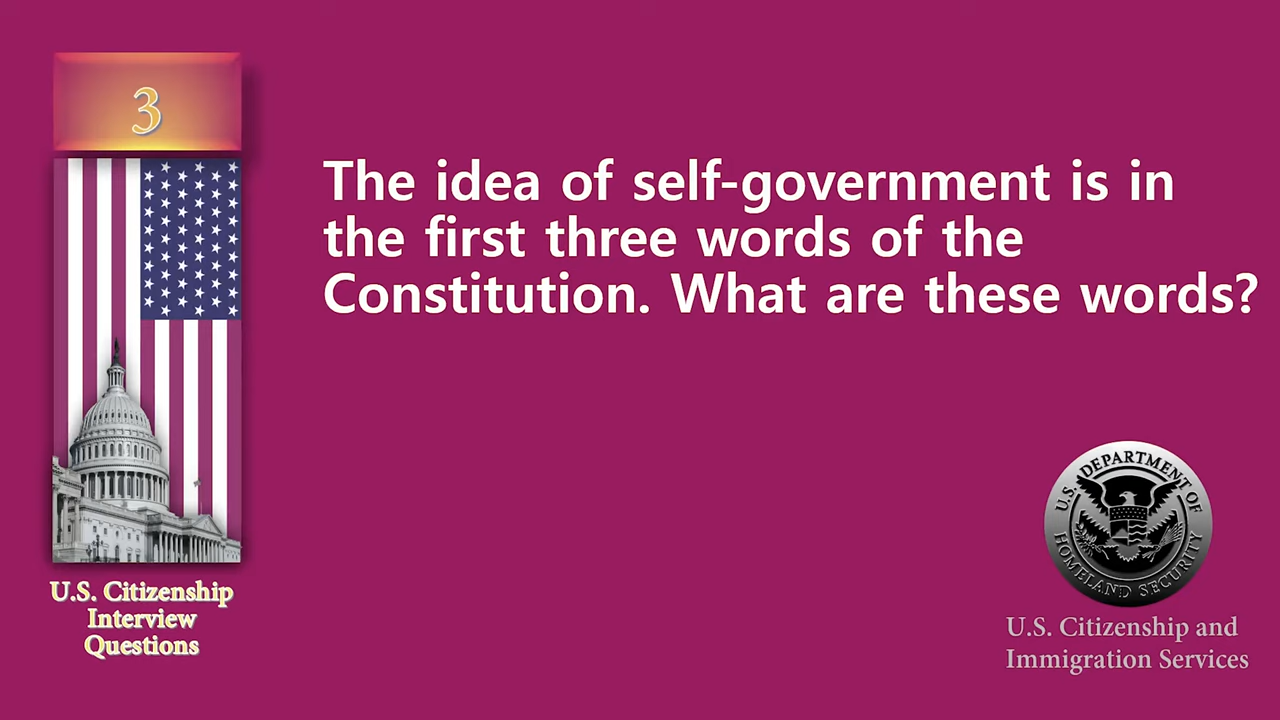 3
The idea of self-government is in
the first three words of the
Constitution. What are these words?
U.S. Citizenship
Interview
Questions
U.S. DEPARTMENT OF
HOMELAND SECURITY
U.S. Citizenship and
Immigration Services